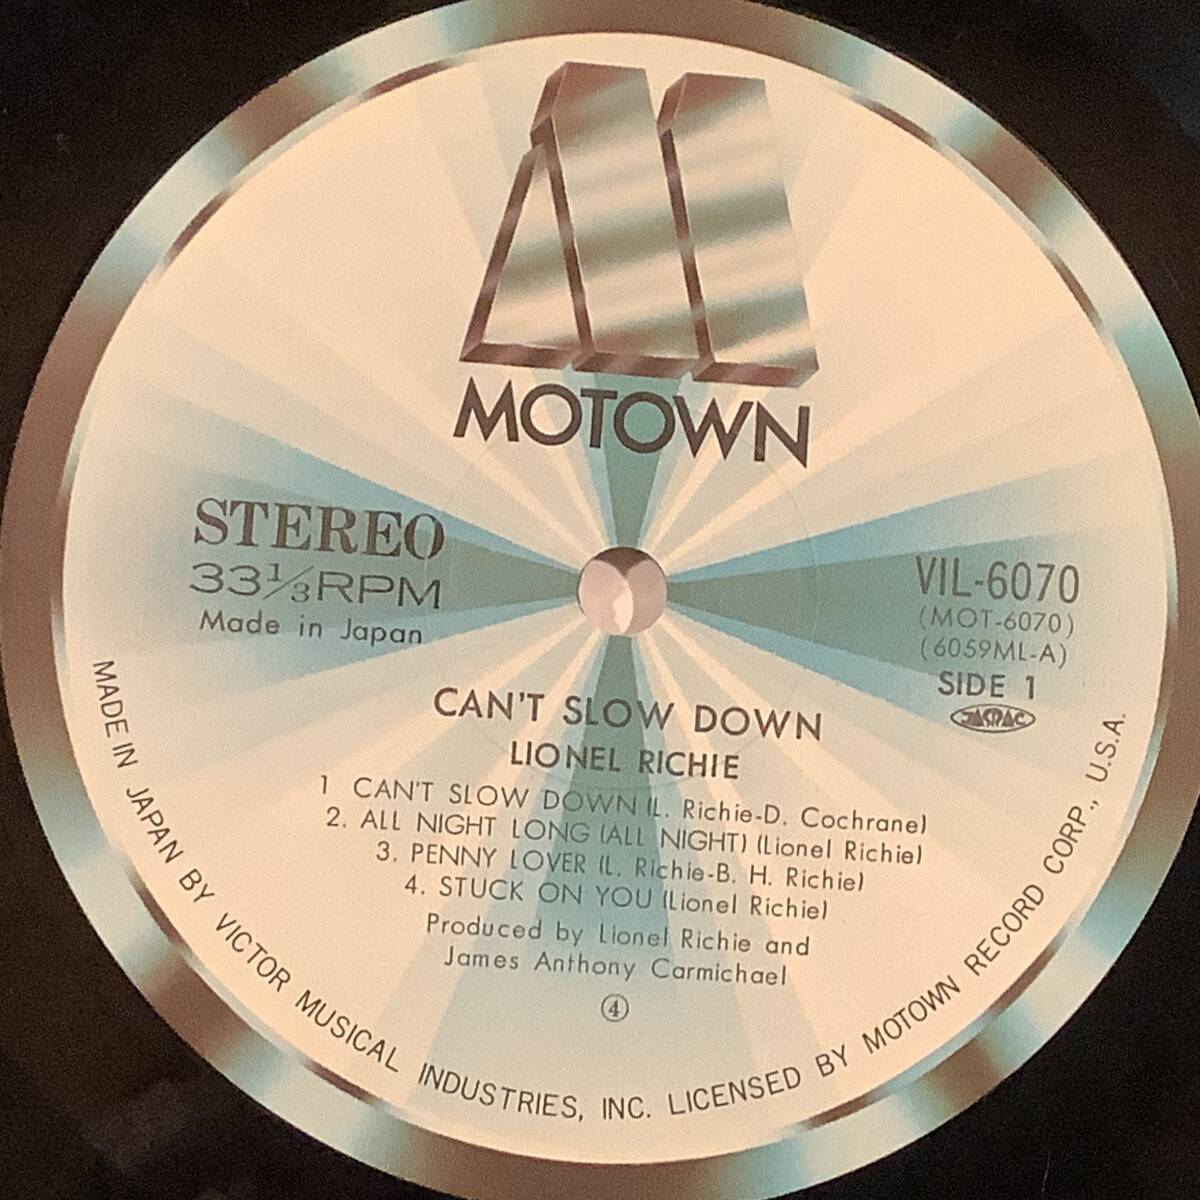 MOTOWN
STEREO
33⅓RPM
Made in Japan
VIL-6070
(MOT-6070)
(6059ML-A)
SIDE 1
JASRAC
CAN'T SLOW DOWN
LIONEL RICHIE
1 CAN'T SLOW DOWN (L. Richie-D. Cochrane)
2. ALL NIGHT LONG (ALL NIGHT) (Lionel Richie)
3. PENNY LOVER (L. Richie-B. H. Richie)
4. STUCK ON YOU (Lionel Richie)
Produced by Lionel Richie and
James Anthony Carmichael
④
MADE IN JAPAN BY VICTOR MUSICAL INDUSTRIES, INC. LICENSED BY MOTOWN RECORD CORP., U.S.A.